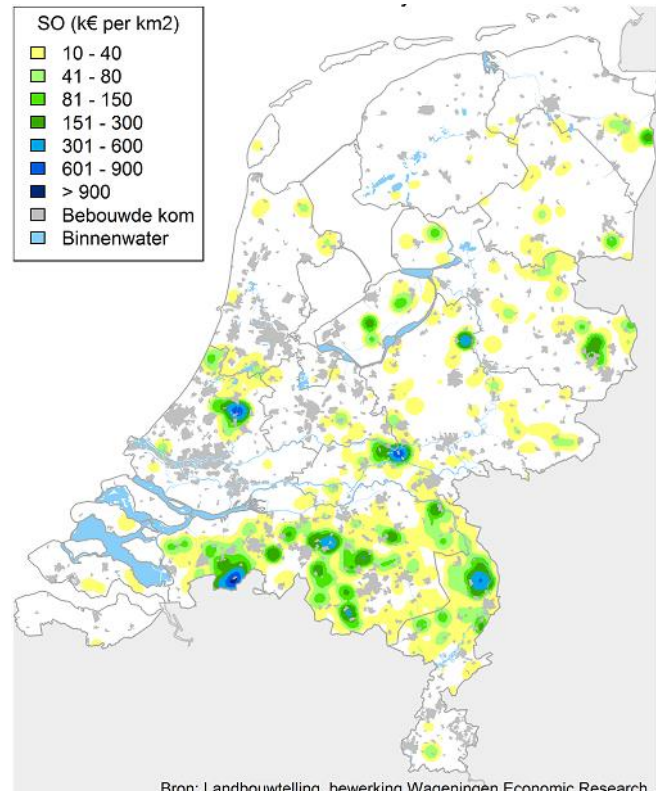 SO (k€ per km2)
10 - 40
41 - 80
81 - 150
151 - 300
301 - 600
601 - 900
> 900
Bebouwde kom
Binnenwater
Bron: Landbouwtelling, bewerking Wageningen Economic Research